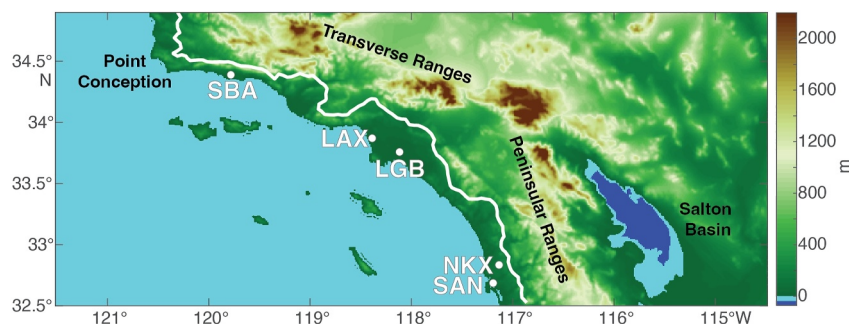 34.5°
N
34°
33.5°
33°
32.5°
121°
120°
119°
118°
117°
116°
115°W
Point
Conception
SBA
Transverse Ranges
LAX
LGB
Peninsular Ranges
NKX
SAN
Salton
Basin
2000
1600
1200
800
400
0
m